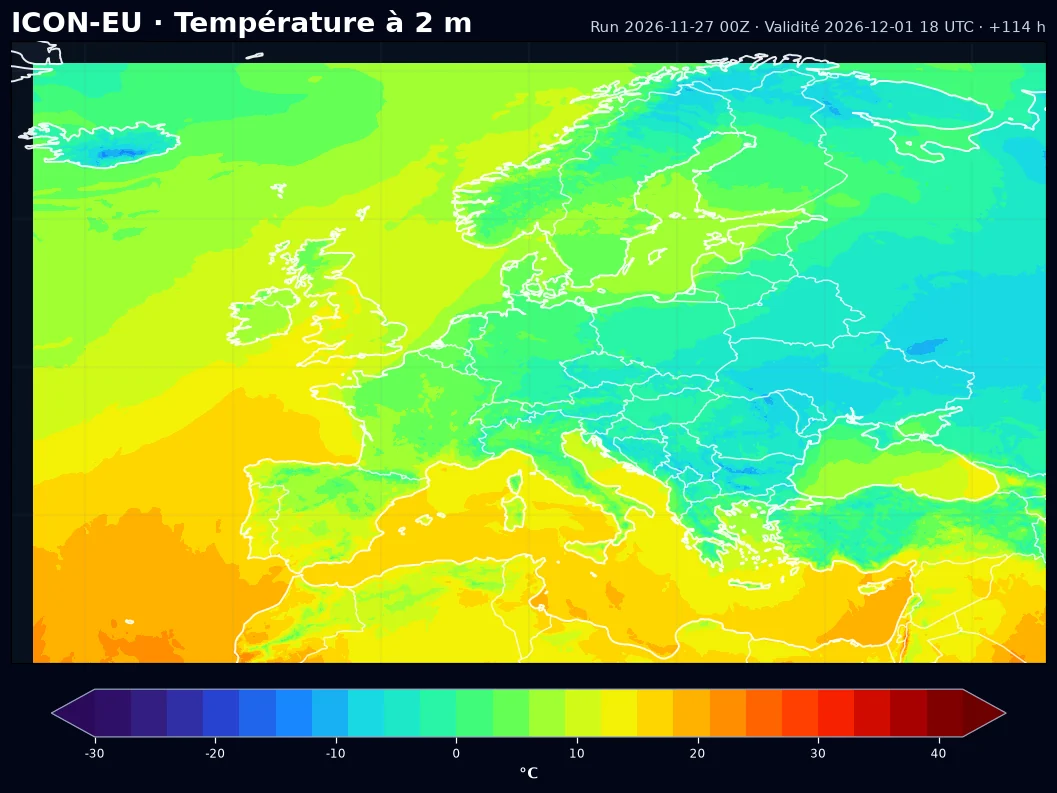 ICON-EU · Température à 2 m
Run 2026-11-27 00Z · Validité 2026-12-01 18 UTC · +114 h
-30 -20 -10 0 10 20 30 40
°C